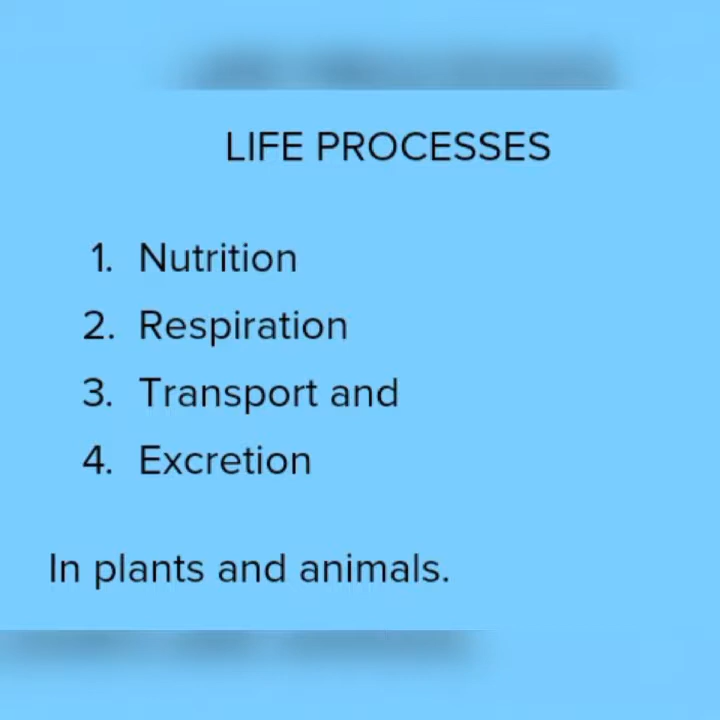 LIFE PROCESSES
1. Nutrition
2. Respiration
3. Transport and
4. Excretion
In plants and animals.